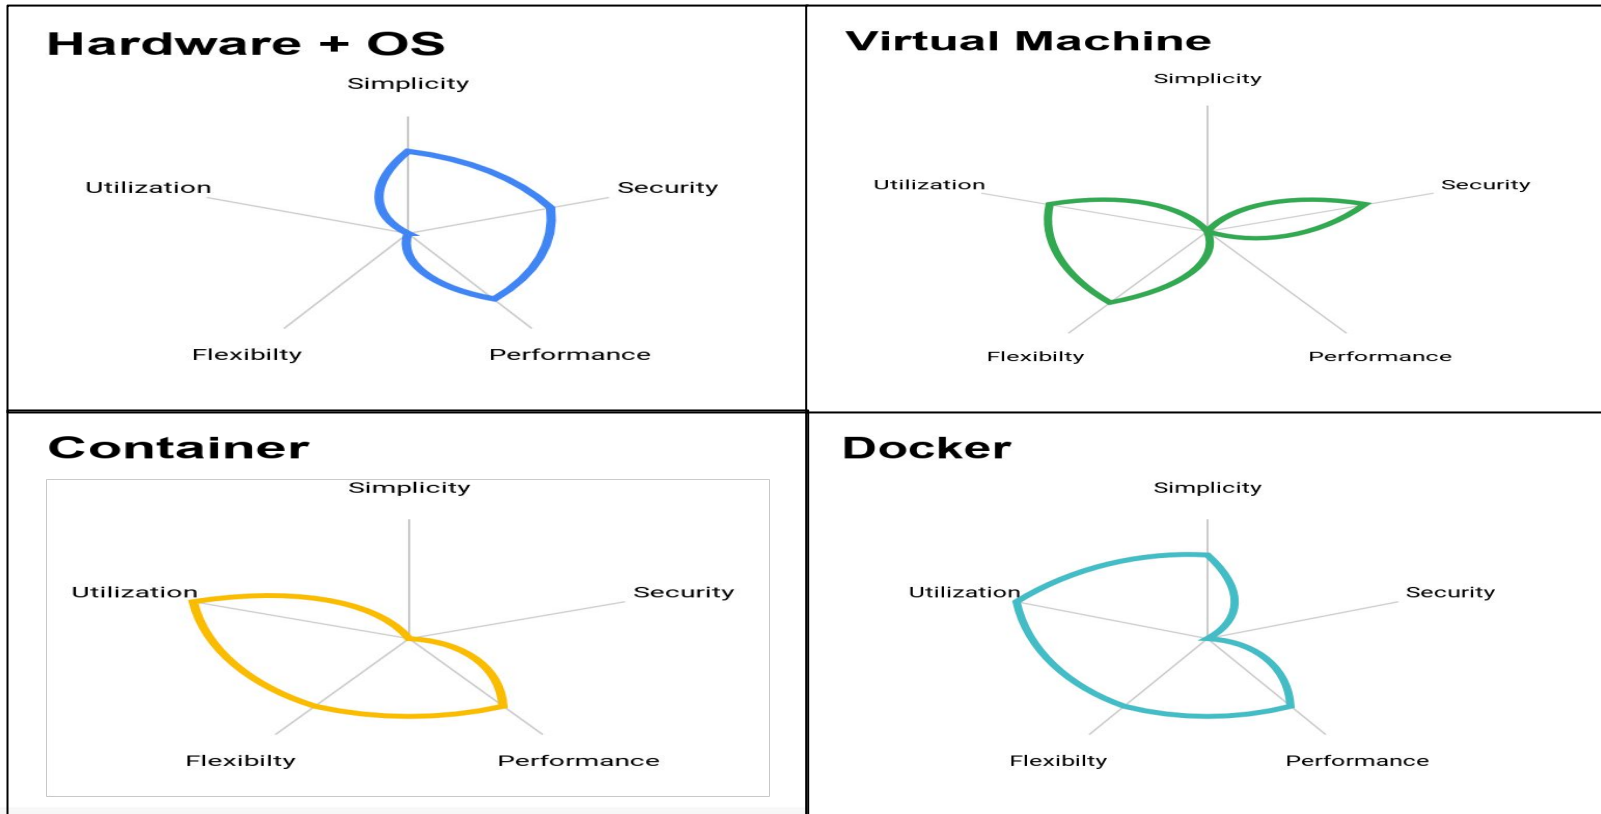 Hardware + OS
Simplicity
Utilization
Security
Flexibilty
Performance
Virtual Machine
Simplicity
Utilization
Security
Flexibilty
Performance
Container
Simplicity
Utilization
Security
Flexibilty
Performance
Docker
Simplicity
Utilization
Security
Flexibilty
Performance